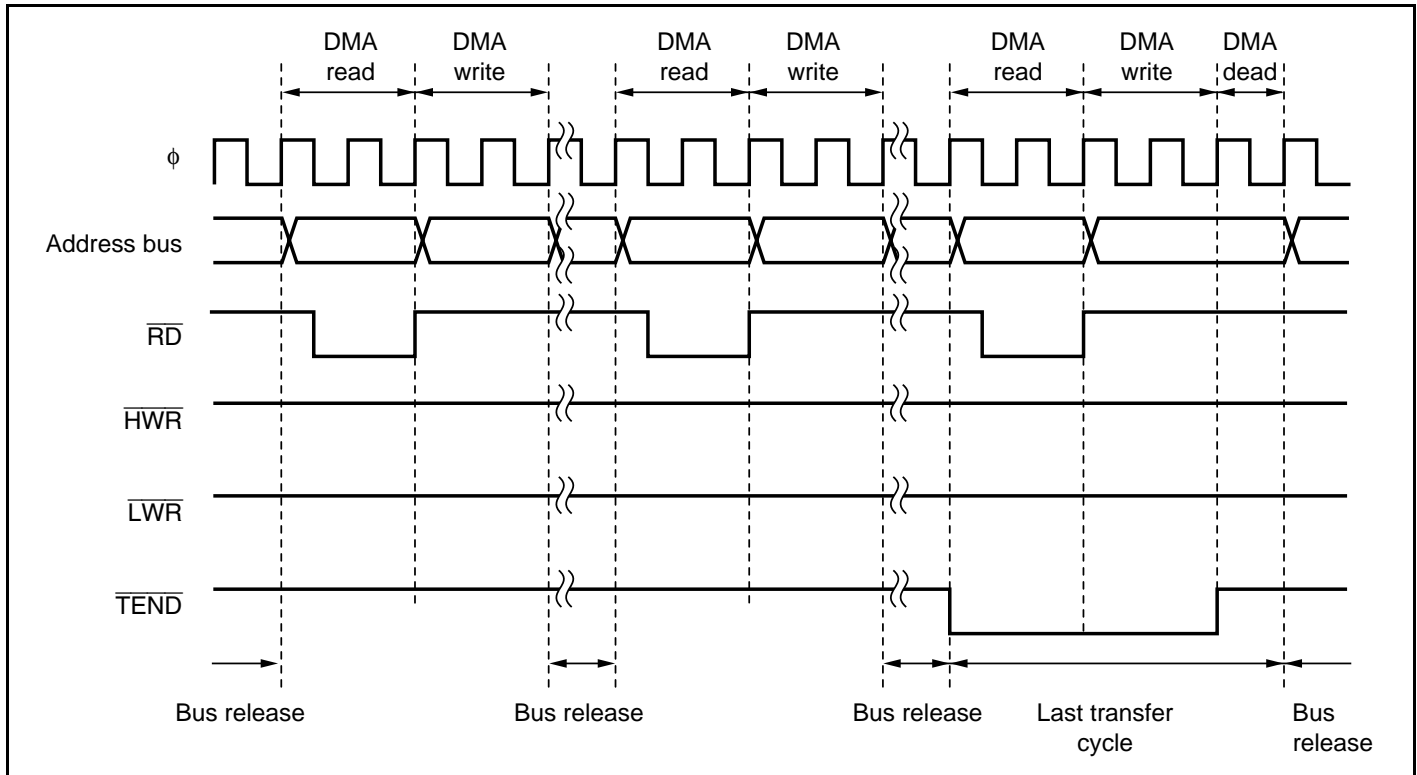 DMA read
DMA write
DMA read
DMA write
DMA read
DMA write
DMA dead
ϕ
Address bus
RD
HWR
LWR
TEND
Bus release
Bus release
Bus release
Last transfer cycle
Bus release